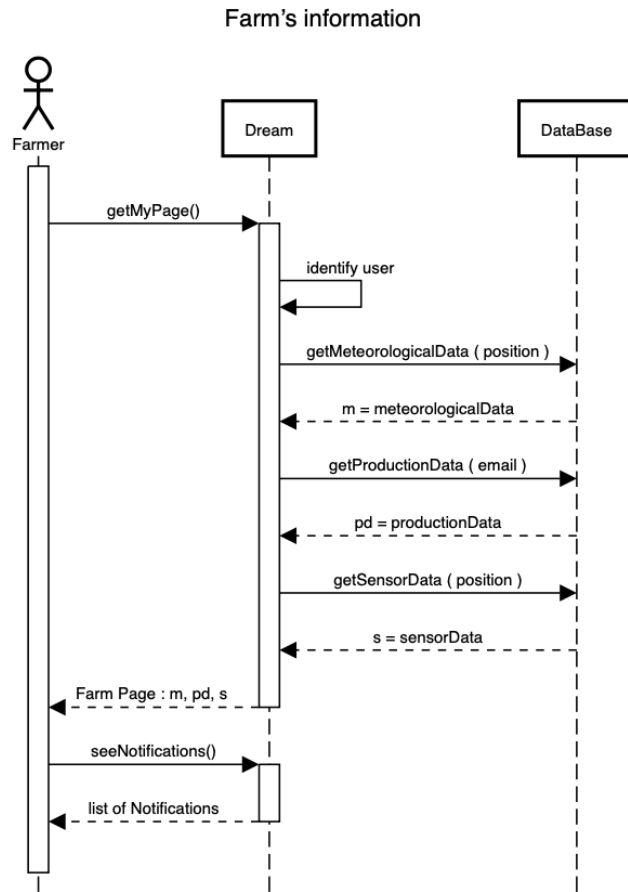 Farm's information
Farmer
Dream
DataBase
getMyPage()
identify user
getMeteorologicalData ( position )
m = meteorologicalData
getProductionData ( email )
pd = productionData
getSensorData ( position )
s = sensorData
Farm Page : m, pd, s
seeNotifications()
list of Notifications